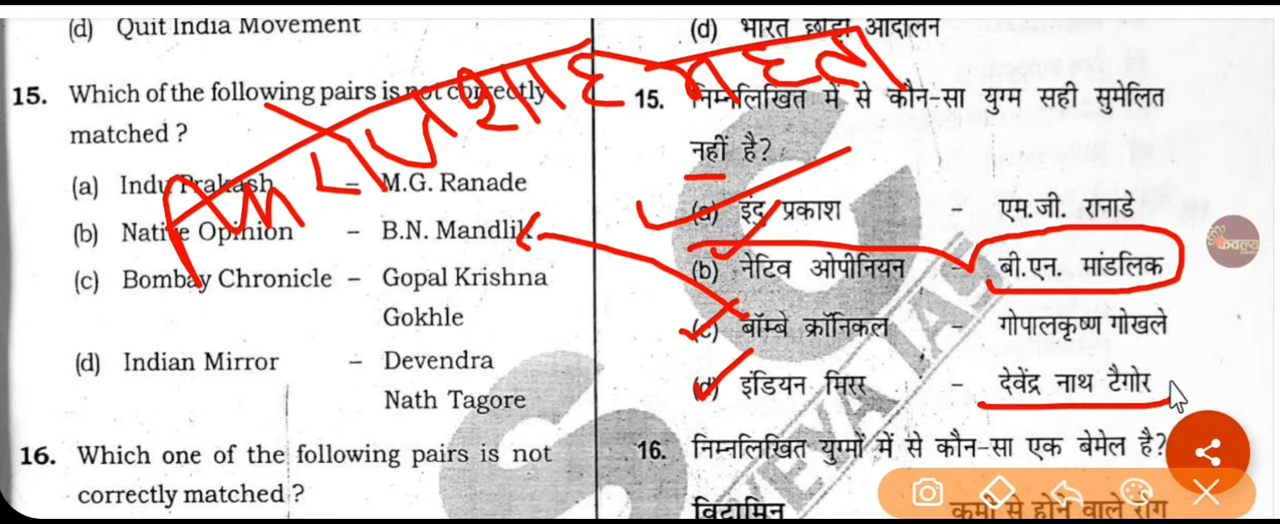 (d) Quit India Movement
15. Which of the following pairs is not correctly
matched ?
(a) Indu Prakash – M.G. Ranade
(b) Native Opinion – B.N. Mandlik
(c) Bombay Chronicle – Gopal Krishna
Gokhle
(d) Indian Mirror – Devendra
Nath Tagore
16. Which one of the following pairs is not
correctly matched ?
(d) भारत छोड़ो आंदोलन
15. निम्नलिखित में से कौन-सा युग्म सही सुमेलित
नहीं है?
(a) इंदु प्रकाश – एम.जी. रानाडे
(b) नेटिव ओपीनियन – बी.एन. मांडलिक
(c) बॉम्बे क्रॉनिकल – गोपालकृष्ण गोखले
(d) इंडियन मिरर – देवेंद्र नाथ टैगोर
16. निम्नलिखित युग्मों में से कौन-सा एक बेमेल है?
विटामिन कमी से होने वाले रोग
कैवल्य